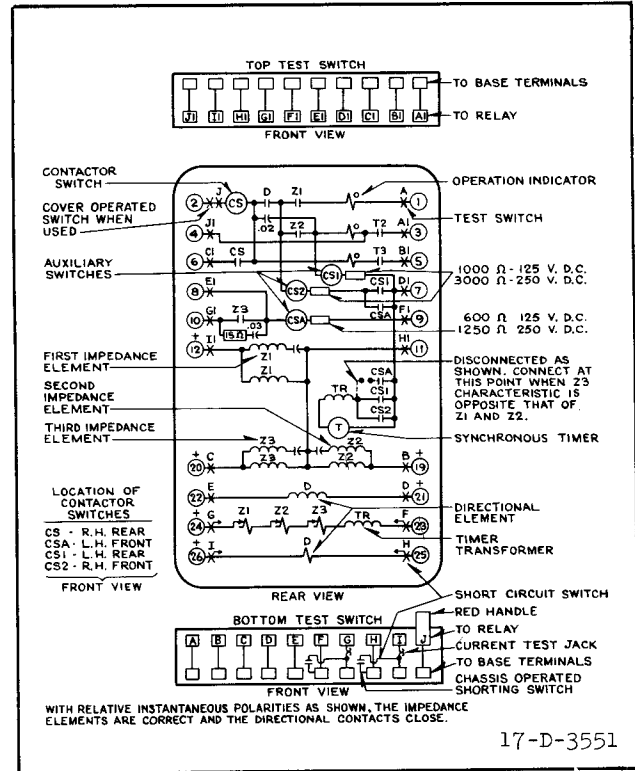 TOP TEST SWITCH
TO BASE TERMINALS
J1 I1 H1 G1 F1 E1 D1 C1 B1 A1
TO RELAY
FRONT VIEW
CONTACTOR
SWITCH
OPERATION INDICATOR
2 J CS D Z1 A 1
COVER OPERATED
SWITCH WHEN
USED
TEST SWITCH
.02
4 J1 Z2 T2 A1 3
6 C1 CS T3 B1 5
AUXILIARY
SWITCHES
CS1
1000 Ω - 125 V. D.C.
3000 Ω - 250 V. D.C.
8 E1 CS2 CS1 D1 7
CSA
10 G1 Z3 CSA F1 9
15Ω .03
600 Ω 125 V. D.C.
1250 Ω 250 V. D.C.
+ 12 I1 H1 11
Z1
FIRST IMPEDANCE
ELEMENT
Z1
DISCONNECTED AS
SHOWN. CONNECT AT
THIS POINT WHEN Z3
CHARACTERISTIC IS
OPPOSITE THAT OF
Z1 AND Z2.
CSA
TR CS1
CS2
T
SECOND
IMPEDANCE
ELEMENT
SYNCHRONOUS TIMER
THIRD IMPEDANCE
ELEMENT
Z3 Z2
+ 20 C Z3 Z2 B 19 +
22 E D D 21 +
LOCATION OF
CONTACTOR
SWITCHES
CS - R.H. REAR
CSA - L.H. FRONT
CS1 - L.H. REAR
CS2 - R.H. FRONT
FRONT VIEW
DIRECTIONAL
ELEMENT
+ 24 G Z1 Z2 Z3 TR F 23
TIMER
TRANSFORMER
+ 26 I D H 25
REAR VIEW
SHORT CIRCUIT SWITCH
BOTTOM TEST SWITCH
RED HANDLE
A B C D E F G H I J
TO RELAY
CURRENT TEST JACK
TO BASE TERMINALS
CHASSIS OPERATED
SHORTING SWITCH
FRONT VIEW
WITH RELATIVE INSTANTANEOUS POLARITIES AS SHOWN, THE IMPEDANCE
ELEMENTS ARE CORRECT AND THE DIRECTIONAL CONTACTS CLOSE.
17-D-3551